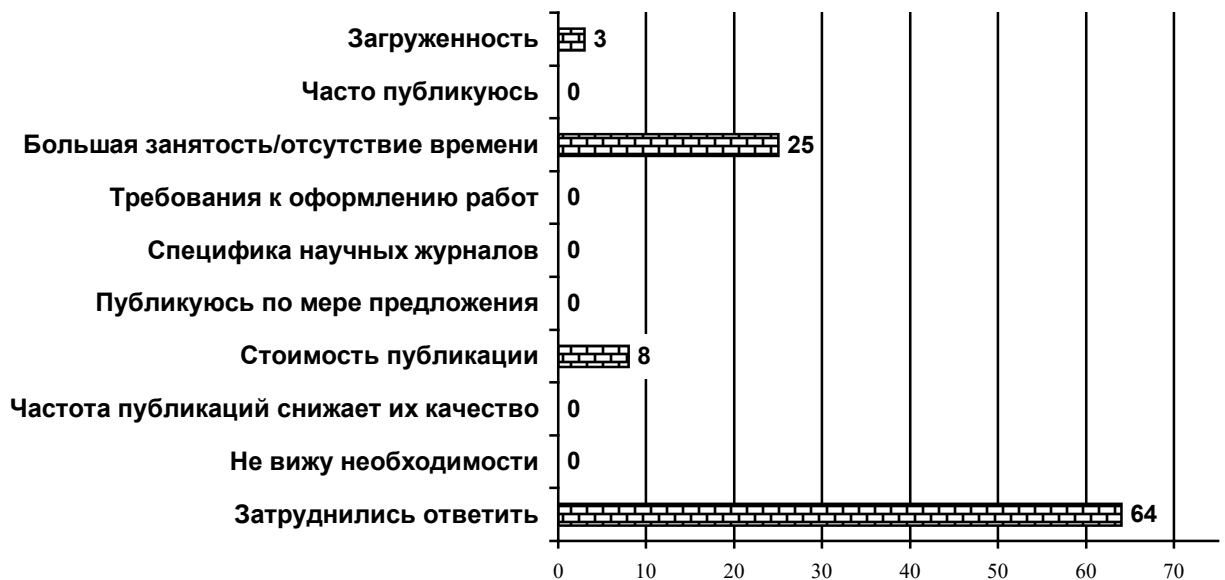 Загруженность 3
Часто публикуюсь 0
Большая занятость/отсутствие времени 25
Требования к оформлению работ 0
Специфика научных журналов 0
Публикуюсь по мере предложения 0
Стоимость публикации 8
Частота публикаций снижает их качество 0
Не вижу необходимости 0
Затруднились ответить 64
0 10 20 30 40 50 60 70